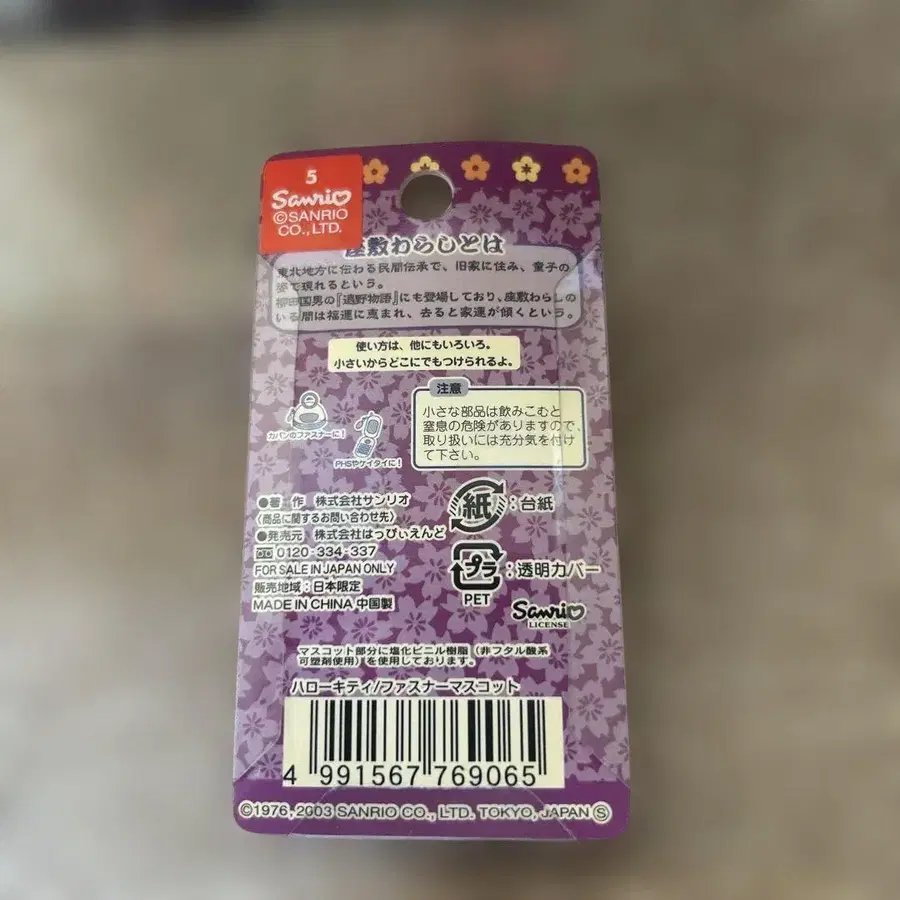 5
Sanrio
©SANRIO
CO., LTD.
座敷わらしとは
東北地方に伝わる民間伝承で、旧家に住み、童子の
姿で現れるという。
柳田国男の『遠野物語』にも登場しており、座敷わらしの
いる間は福運に恵まれ、去ると家運が傾くという。
使い方は、他にもいろいろ。
小さいからどこにでもつけられるよ。
注意
小さな部品は飲みこむと
窒息の危険がありますので、
取り扱いには充分気を付け
て下さい。
カバンのファスナーに!
PHSやケイタイに!
●著 作 株式会社サンリオ
〈商品に関するお問い合わせ先〉
●発売元 株式会社はっぴぃえんど
0120-334-337
FOR SALE IN JAPAN ONLY
販売地域:日本限定
MADE IN CHINA 中国製
紙:台紙
プラ:透明カバー
PET
Sanrio
LICENSE
マスコット部分に塩化ビニル樹脂(非フタル酸系
可塑剤使用)を使用しております。
ハローキティ/ファスナーマスコット
4 991567 769065
©1976, 2003 SANRIO CO., LTD. TOKYO, JAPAN Ⓢ